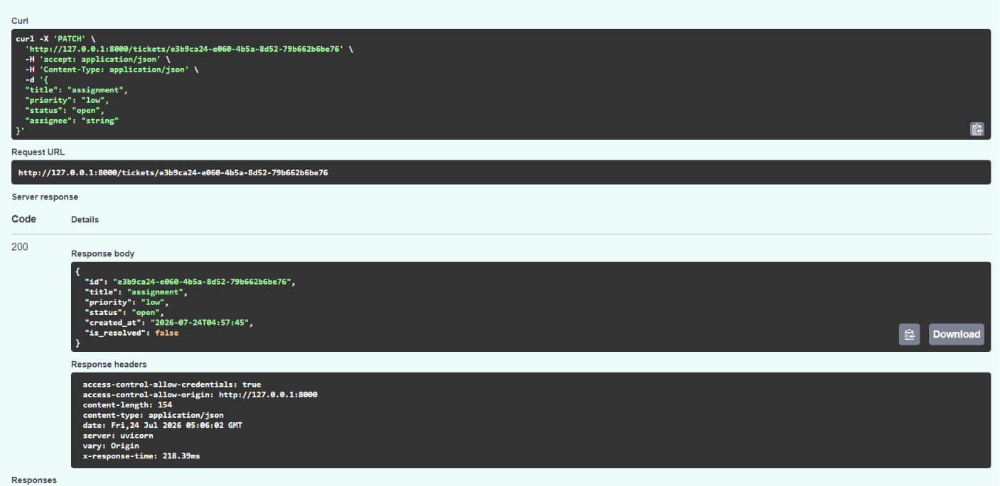 Curl
curl -X 'PATCH' \
  'http://127.0.0.1:8000/tickets/e3b9ca24-e060-4b5a-8d52-79b662b6be76' \
  -H 'accept: application/json' \
  -H 'Content-Type: application/json' \
  -d '{
  "title": "assignment",
  "priority": "low",
  "status": "open",
  "assignee": "string"
}'
Request URL
http://127.0.0.1:8000/tickets/e3b9ca24-e060-4b5a-8d52-79b662b6be76
Server response
Code Details
200
Response body
{
  "id": "e3b9ca24-e060-4b5a-8d52-79b662b6be76",
  "title": "assignment",
  "priority": "low",
  "status": "open",
  "created_at": "2026-07-24T04:57:45",
  "is_resolved": false
}
Download
Response headers
access-control-allow-credentials: true
access-control-allow-origin: http://127.0.0.1:8000
content-length: 154
content-type: application/json
date: Fri,24 Jul 2026 05:06:02 GMT
server: uvicorn
vary: Origin
x-response-time: 218.39ms
Responses